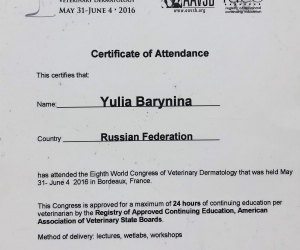 VETERINARY DERMATOLOGY
MAY 31-JUNE 4 • 2016
AAVSB
Certificate of Attendance
This certifies that:
Name: Yulia Barynina
Country Russian Federation
has attended the Eighth World Congress of Veterinary Dermatology that was held May
31- June 4 2016 in Bordeaux, France.
This Congress is approved for a maximum of 24 hours of continuing education per
veterinarian by the Registry of Approved Continuing Education, American
Association of Veterinary State Boards.
Method of delivery: lectures, wetlabs, workshops